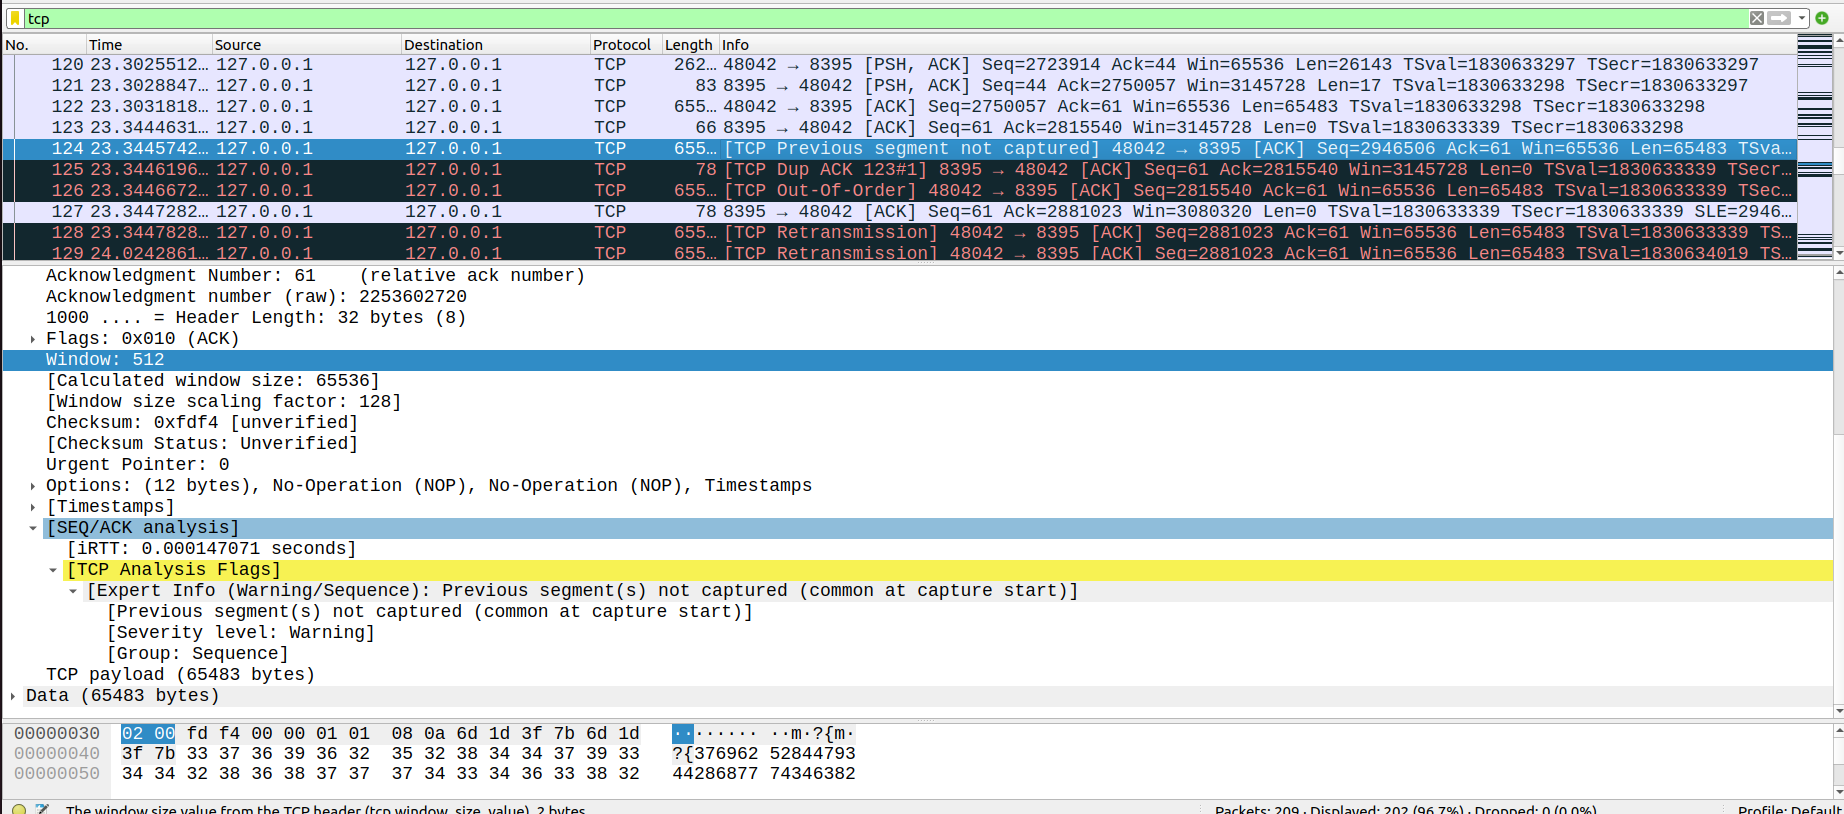 tcp
No. Time Source Destination Protocol Length Info
120 23.3025512… 127.0.0.1 127.0.0.1 TCP 262… 48042 → 8395 [PSH, ACK] Seq=2723914 Ack=44 Win=65536 Len=26143 TSval=1830633297 TSecr=1830633297
121 23.3028847… 127.0.0.1 127.0.0.1 TCP 83 8395 → 48042 [PSH, ACK] Seq=44 Ack=2750057 Win=3145728 Len=17 TSval=1830633298 TSecr=1830633297
122 23.3031818… 127.0.0.1 127.0.0.1 TCP 655… 48042 → 8395 [ACK] Seq=2750057 Ack=61 Win=65536 Len=65483 TSval=1830633298 TSecr=1830633298
123 23.3444631… 127.0.0.1 127.0.0.1 TCP 66 8395 → 48042 [ACK] Seq=61 Ack=2815540 Win=3145728 Len=0 TSval=1830633339 TSecr=1830633298
124 23.3445742… 127.0.0.1 127.0.0.1 TCP 655… [TCP Previous segment not captured] 48042 → 8395 [ACK] Seq=2946506 Ack=61 Win=65536 Len=65483 TSva…
125 23.3446196… 127.0.0.1 127.0.0.1 TCP 78 [TCP Dup ACK 123#1] 8395 → 48042 [ACK] Seq=61 Ack=2815540 Win=3145728 Len=0 TSval=1830633339 TSecr…
126 23.3446672… 127.0.0.1 127.0.0.1 TCP 655… [TCP Out-Of-Order] 48042 → 8395 [ACK] Seq=2815540 Ack=61 Win=65536 Len=65483 TSval=1830633339 TSec…
127 23.3447282… 127.0.0.1 127.0.0.1 TCP 78 8395 → 48042 [ACK] Seq=61 Ack=2881023 Win=3080320 Len=0 TSval=1830633339 TSecr=1830633339 SLE=2946…
128 23.3447828… 127.0.0.1 127.0.0.1 TCP 655… [TCP Retransmission] 48042 → 8395 [ACK] Seq=2881023 Ack=61 Win=65536 Len=65483 TSval=1830633339 TS…
129 24.0242861… 127.0.0.1 127.0.0.1 TCP 655… [TCP Retransmission] 48042 → 8395 [ACK] Seq=2881023 Ack=61 Win=65536 Len=65483 TSval=1830634019 TS…
Acknowledgment Number: 61    (relative ack number)
Acknowledgment number (raw): 2253602720
1000 .... = Header Length: 32 bytes (8)
Flags: 0x010 (ACK)
Window: 512
[Calculated window size: 65536]
[Window size scaling factor: 128]
Checksum: 0xfdf4 [unverified]
[Checksum Status: Unverified]
Urgent Pointer: 0
Options: (12 bytes), No-Operation (NOP), No-Operation (NOP), Timestamps
[Timestamps]
[SEQ/ACK analysis]
[iRTT: 0.000147071 seconds]
[TCP Analysis Flags]
[Expert Info (Warning/Sequence): Previous segment(s) not captured (common at capture start)]
[Previous segment(s) not captured (common at capture start)]
[Severity level: Warning]
[Group: Sequence]
TCP payload (65483 bytes)
Data (65483 bytes)
00000030 02 00 fd f4 00 00 01 01 08 0a 6d 1d 3f 7b 6d 1d ········ ··m·?{m·
00000040 3f 7b 33 37 36 39 36 32 35 32 38 34 34 37 39 33 ?{376962 52844793
00000050 34 34 32 38 36 38 37 37 37 34 33 34 36 33 38 32 44286877 74346382
The window size value from the TCP header (tcp.window_size_value), 2 bytes Packets: 209 · Displayed: 202 (96.7%) · Dropped: 0 (0.0%) Profile: Default